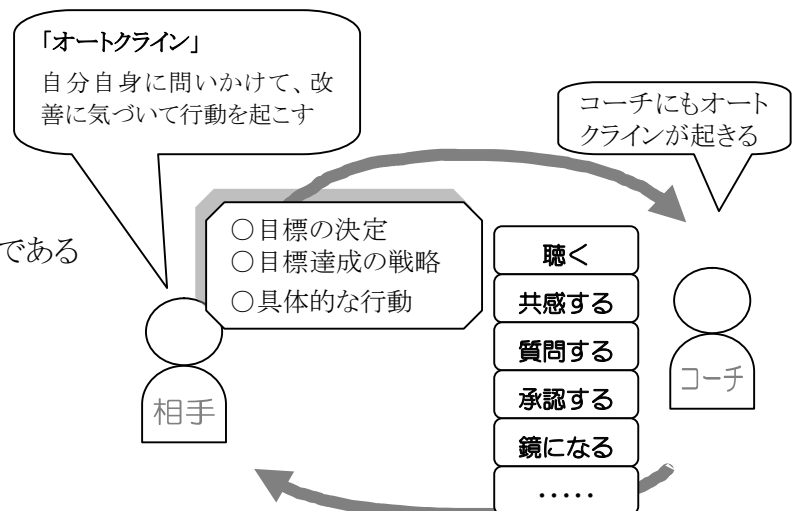 「オートクライン」
自分自身に問いかけて、改
善に気づいて行動を起こす
コーチにもオート
クラインが起きる
である
○目標の決定
○目標達成の戦略
○具体的な行動
聴く
共感する
質問する
承認する
鏡になる
・・・・・
相手
コーチ